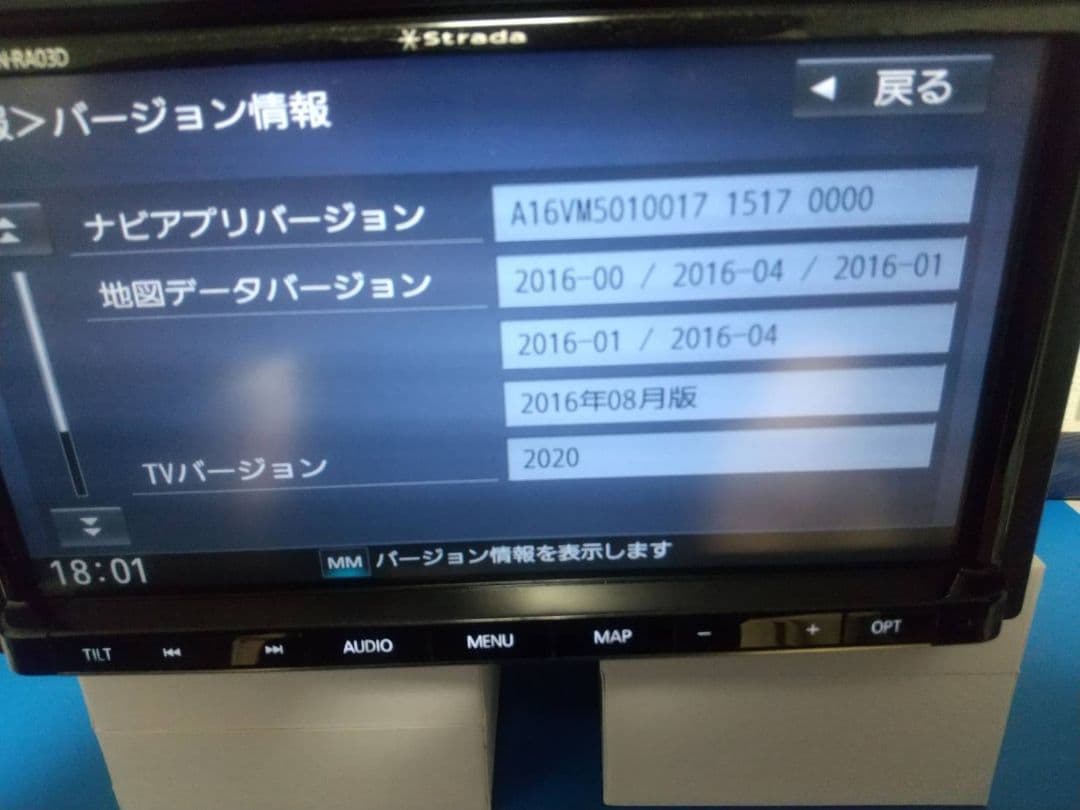 Strada
N-RA03D
報>バージョン情報
戻る
ナビアプリバージョン
A16VM5010017 1517 0000
地図データバージョン
2016-00 / 2016-04 / 2016-01
2016-01 / 2016-04
2016年08月版
TVバージョン
2020
18:01
MM バージョン情報を表示します
TILT
AUDIO
MENU
MAP
−
+
OPT